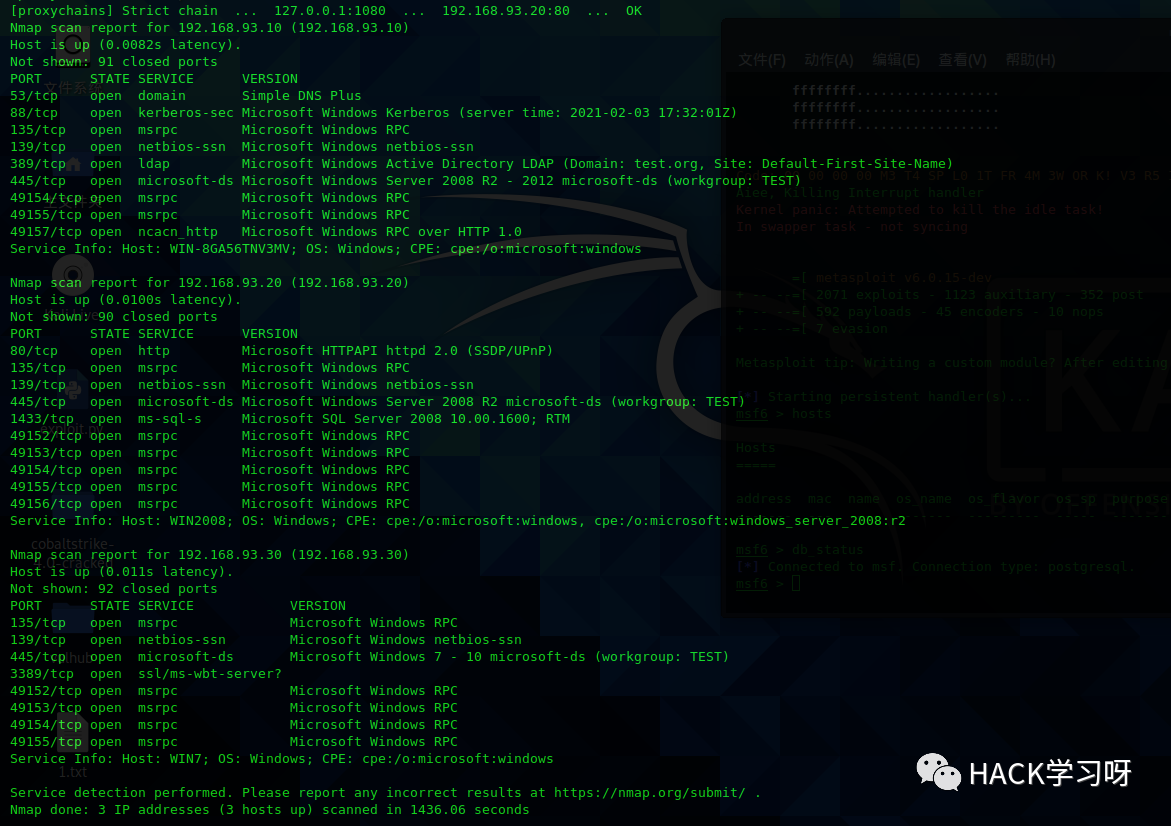 [proxychains] Strict chain  ...  127.0.0.1:1080  ...  192.168.93.20:80  ...  OK
Nmap scan report for 192.168.93.10 (192.168.93.10)
Host is up (0.0082s latency).
Not shown: 91 closed ports
PORT      STATE SERVICE      VERSION
53/tcp    open  domain       Simple DNS Plus
88/tcp    open  kerberos-sec Microsoft Windows Kerberos (server time: 2021-02-03 17:32:01Z)
135/tcp   open  msrpc        Microsoft Windows RPC
139/tcp   open  netbios-ssn  Microsoft Windows netbios-ssn
389/tcp   open  ldap         Microsoft Windows Active Directory LDAP (Domain: test.org, Site: Default-First-Site-Name)
445/tcp   open  microsoft-ds Microsoft Windows Server 2008 R2 - 2012 microsoft-ds (workgroup: TEST)
49154/tcp open  msrpc        Microsoft Windows RPC
49155/tcp open  msrpc        Microsoft Windows RPC
49157/tcp open  ncacn_http   Microsoft Windows RPC over HTTP 1.0
Service Info: Host: WIN-8GA56TNV3MV; OS: Windows; CPE: cpe:/o:microsoft:windows
Nmap scan report for 192.168.93.20 (192.168.93.20)
Host is up (0.0100s latency).
Not shown: 90 closed ports
PORT      STATE SERVICE      VERSION
80/tcp    open  http         Microsoft HTTPAPI httpd 2.0 (SSDP/UPnP)
135/tcp   open  msrpc        Microsoft Windows RPC
139/tcp   open  netbios-ssn  Microsoft Windows netbios-ssn
445/tcp   open  microsoft-ds Microsoft Windows Server 2008 R2 microsoft-ds (workgroup: TEST)
1433/tcp  open  ms-sql-s     Microsoft SQL Server 2008 10.00.1600; RTM
49152/tcp open  msrpc        Microsoft Windows RPC
49153/tcp open  msrpc        Microsoft Windows RPC
49154/tcp open  msrpc        Microsoft Windows RPC
49155/tcp open  msrpc        Microsoft Windows RPC
49156/tcp open  msrpc        Microsoft Windows RPC
Service Info: Host: WIN2008; OS: Windows; CPE: cpe:/o:microsoft:windows, cpe:/o:microsoft:windows_server_2008:r2
Nmap scan report for 192.168.93.30 (192.168.93.30)
Host is up (0.011s latency).
Not shown: 92 closed ports
PORT      STATE SERVICE            VERSION
135/tcp   open  msrpc              Microsoft Windows RPC
139/tcp   open  netbios-ssn        Microsoft Windows netbios-ssn
445/tcp   open  microsoft-ds       Microsoft Windows 7 - 10 microsoft-ds (workgroup: TEST)
3389/tcp  open  ssl/ms-wbt-server?
49152/tcp open  msrpc              Microsoft Windows RPC
49153/tcp open  msrpc              Microsoft Windows RPC
49154/tcp open  msrpc              Microsoft Windows RPC
49155/tcp open  msrpc              Microsoft Windows RPC
Service Info: Host: WIN7; OS: Windows; CPE: cpe:/o:microsoft:windows
Service detection performed. Please report any incorrect results at https://nmap.org/submit/ .
Nmap done: 3 IP addresses (3 hosts up) scanned in 1436.06 seconds
文件(F) 动作(A) 编辑(E) 查看(V) 帮助(H)
ffffffff..................
ffffffff..................
ffffffff..................
Aiee, Killing Interrupt handler
Kernel panic: Attempted to kill the idle task!
In swapper task - not syncing
=[ metasploit v6.0.15-dev
+ -- --=[ 2071 exploits - 1123 auxiliary - 352 post
+ -- --=[ 592 payloads - 45 encoders - 10 nops
+ -- --=[ 7 evasion
Metasploit tip: Writing a custom module? After editing
Starting persistent handler(s)...
msf6 > hosts
Hosts
=====
address  mac  name  os_name  os_flavor  os_sp  purpose
msf6 > db status
[*] Connected to msf. Connection type: postgresql.
msf6 >
文件系统
cobaltstrike-
4.0-cracked
1.txt
HACK学习呀